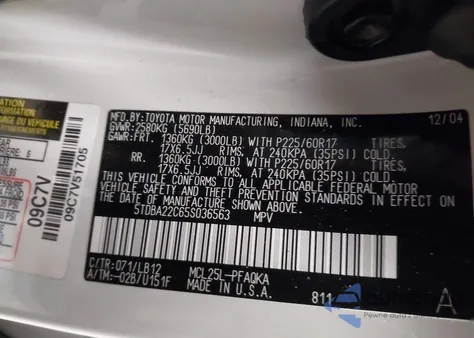 MFD. BY:TOYOTA MOTOR MANUFACTURING, INDIANA, INC. 12/04
GVWR:2580KG (5690LB)
GAWR:FRT. 1360KG (3000LB) WITH P225/60R17 TIRES,
17X6.5JJ RIMS, AT 240KPA (35PSI) COLD.
RR. 1360KG (3000LB) WITH P225/60R17 TIRES,
17X6.5JJ RIMS, AT 240KPA (35PSI) COLD.
THIS VEHICLE CONFORMS TO ALL APPLICABLE FEDERAL MOTOR
VEHICLE SAFETY AND THEFT PREVENTION STANDARDS IN EFFECT
ON THE DATE OF MANUFACTURE SHOWN ABOVE.
5TDBA22C65S036563 MPV
C/TR:071/LB12 MCL25L-PFAQKA
A/TM:-02B/U151F MADE IN U.S.A. 811 A
DU VÉHICULE
09C7V
09C7V51705